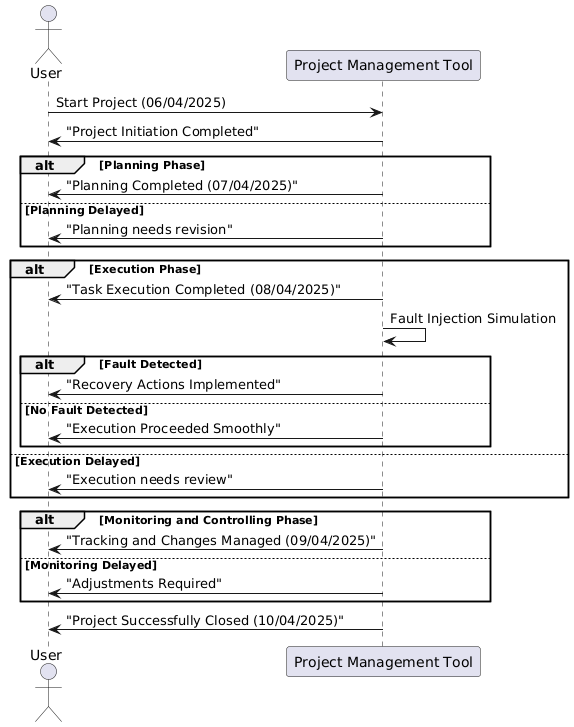 User
Project Management Tool
Start Project (06/04/2025)
"Project Initiation Completed"
alt [Planning Phase]
"Planning Completed (07/04/2025)"
[Planning Delayed]
"Planning needs revision"
alt [Execution Phase]
"Task Execution Completed (08/04/2025)"
Fault Injection Simulation
alt [Fault Detected]
"Recovery Actions Implemented"
[No Fault Detected]
"Execution Proceeded Smoothly"
[Execution Delayed]
"Execution needs review"
alt [Monitoring and Controlling Phase]
"Tracking and Changes Managed (09/04/2025)"
[Monitoring Delayed]
"Adjustments Required"
"Project Successfully Closed (10/04/2025)"
User
Project Management Tool